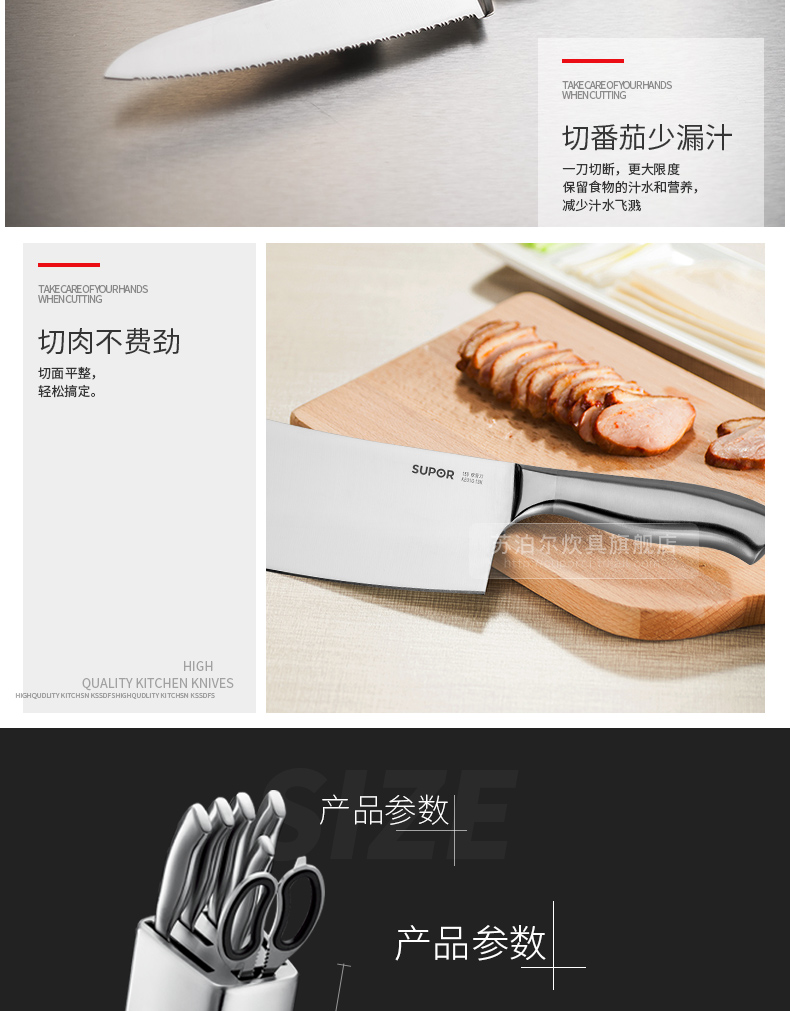 TAKE CARE OF YOUR HANDS
WHEN CUTTING
切番茄少漏汁
一刀切断，更大限度
保留食物的汁水和营养，
减少汁水飞溅
TAKE CARE OF YOUR HANDS
WHEN CUTTING
切肉不费劲
切面平整，
轻松搞定。
SUPOR
苏泊尔炊具旗舰店
HIGH
QUALITY KITCHEN KNIVES
HIGHQUDLITY KITCHSN KSSDFSHIGHQUDLITY KITCHSN KSSDFS
SIZE
产品参数
产品参数